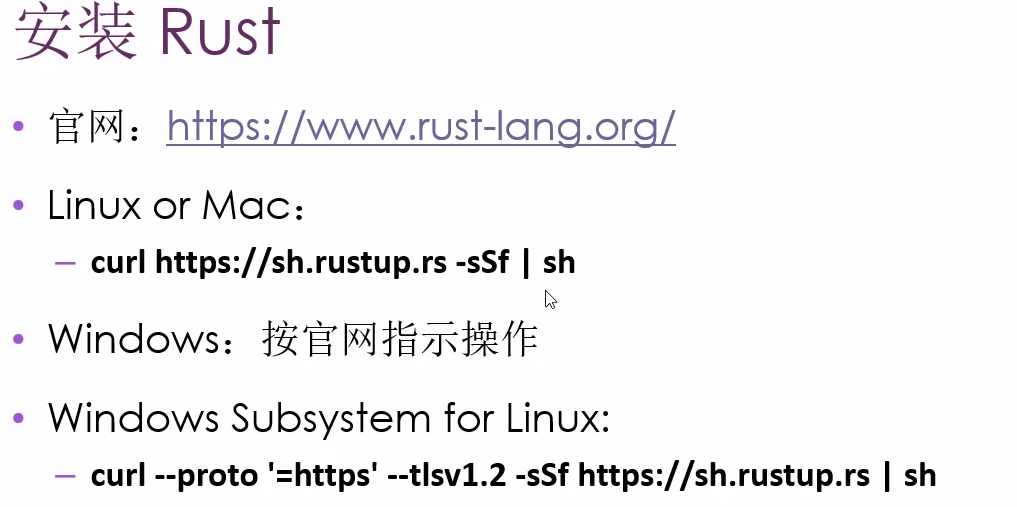 安装 Rust
• 官网：https://www.rust-lang.org/
• Linux or Mac：
– curl https://sh.rustup.rs -sSf | sh
• Windows：按官网指示操作
• Windows Subsystem for Linux:
– curl --proto '=https' --tlsv1.2 -sSf https://sh.rustup.rs | sh